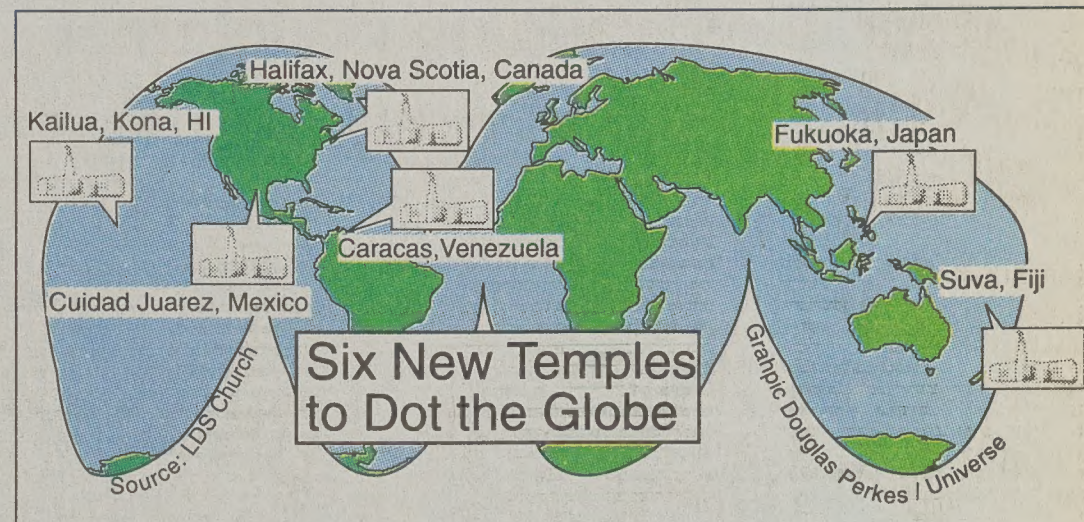 Halifax, Nova Scotia, Canada
Kailua, Kona, HI
Fukuoka, Japan
Caracas,Venezuela
Cuidad Juarez, Mexico
Suva, Fiji
Six New Temples
to Dot the Globe
Source: LDS Church
Grahpic Douglas Perkes / Universe